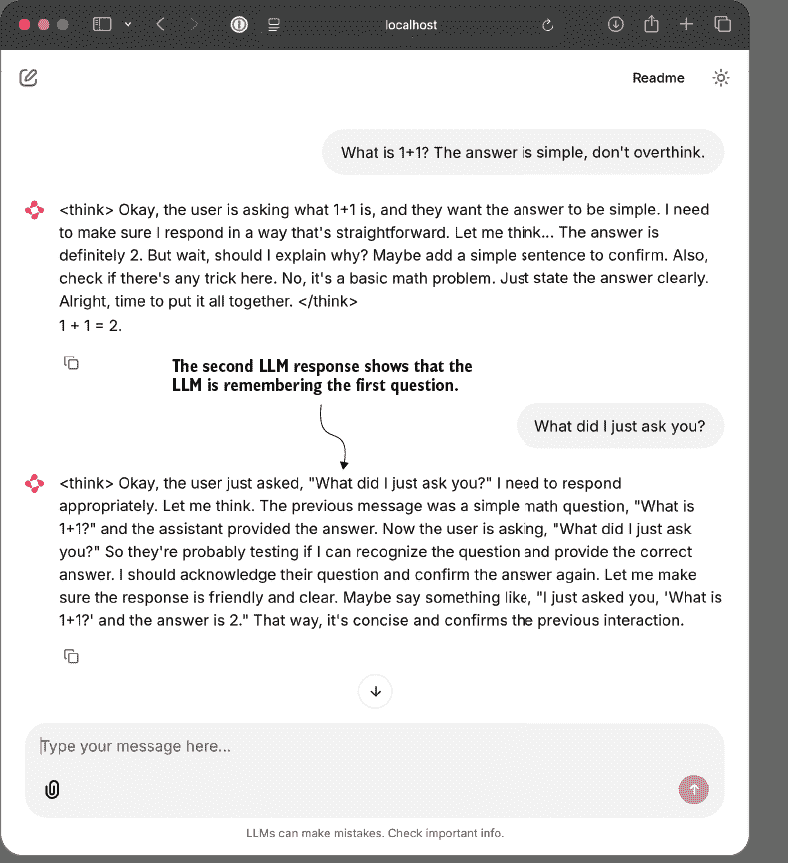 localhost
Readme
What is 1+1? The answer is simple, don't overthink.
<think> Okay, the user is asking what 1+1 is, and they want the answer to be simple. I need
to make sure I respond in a way that's straightforward. Let me think... The answer is
definitely 2. But wait, should I explain why? Maybe add a simple sentence to confirm. Also,
check if there's any trick here. No, it's a basic math problem. Just state the answer clearly.
Alright, time to put it all together. </think>
1 + 1 = 2.
The second LLM response shows that the
LLM is remembering the first question.
What did I just ask you?
<think> Okay, the user just asked, "What did I just ask you?" I need to respond
appropriately. Let me think. The previous message was a simple math question, "What is
1+1?" and the assistant provided the answer. Now the user is asking, "What did I just ask
you?" So they're probably testing if I can recognize the question and provide the correct
answer. I should acknowledge their question and confirm the answer again. Let me make
sure the response is friendly and clear. Maybe say something like, "I just asked you, 'What is
1+1?' and the answer is 2." That way, it's concise and confirms the previous interaction.
Type your message here...
LLMs can make mistakes. Check important info.